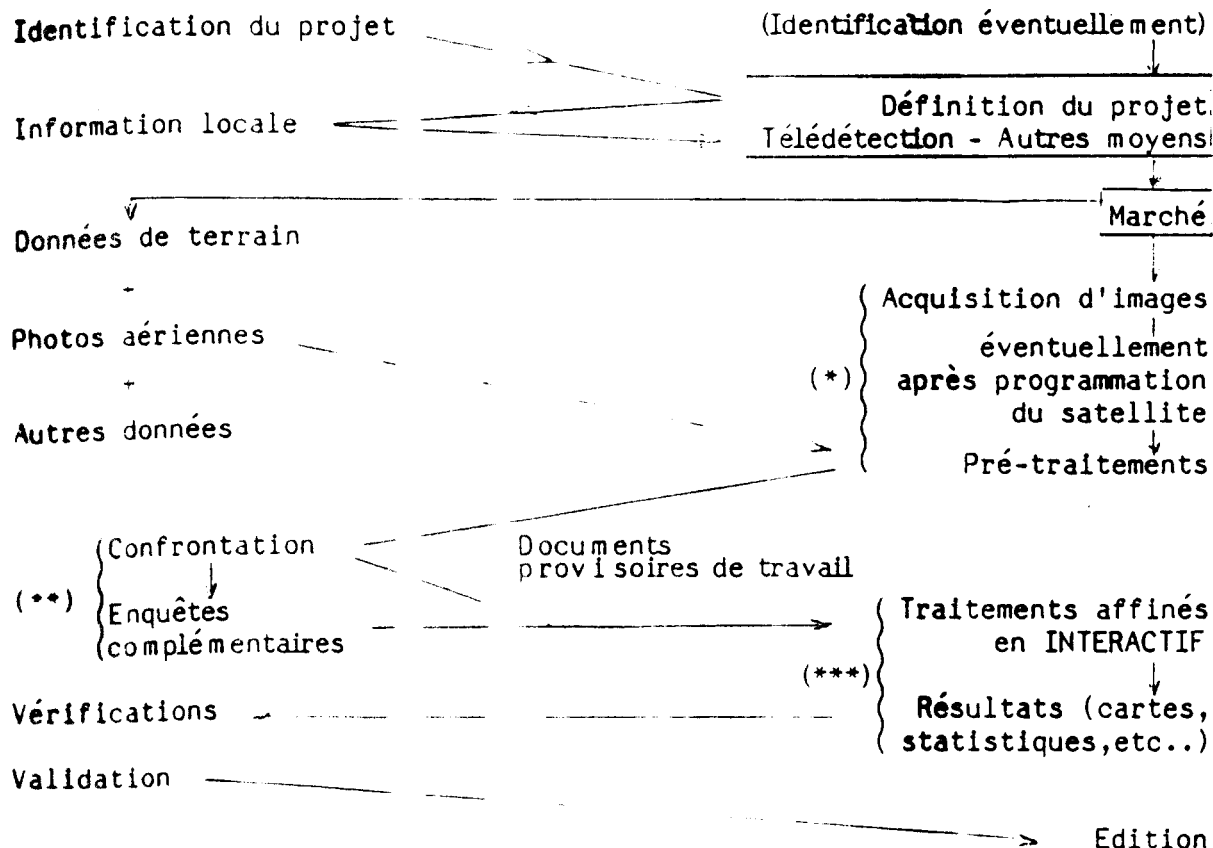 Identification du projet
(Identification éventuellement)
Information locale
Définition du projet
Télédétection - Autres moyens
Marché
Données de terrain
+
Photos aériennes
+
Autres données
(*)
Acquisition d'images
éventuellement
après programmation
du satellite
Pré-traitements
(**)
Confrontation
Enquêtes
complémentaires
Documents
provisoires de travail
(***)
Traitements affinés
en INTERACTIF
Résultats (cartes,
statistiques,etc..)
Vérifications
Validation
Edition